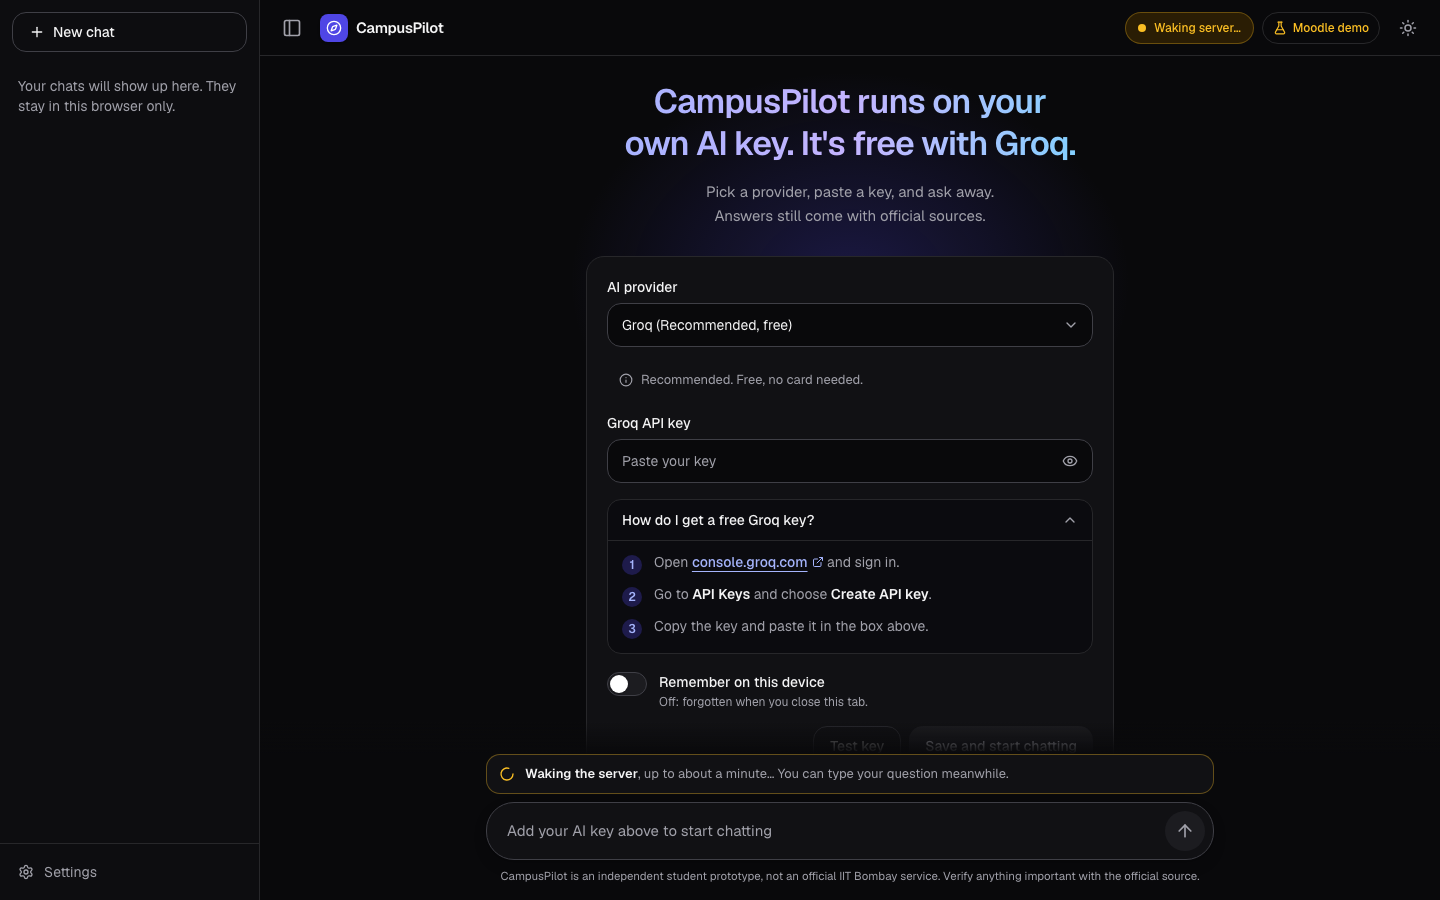 New chat
Your chats will show up here. They
stay in this browser only.
Settings
CampusPilot
Waking server...
Moodle demo
CampusPilot runs on your
own AI key. It's free with Groq.
Pick a provider, paste a key, and ask away.
Answers still come with official sources.
AI provider
Groq (Recommended, free)
Recommended. Free, no card needed.
Groq API key
Paste your key
How do I get a free Groq key?
1 Open console.groq.com and sign in.
2 Go to API Keys and choose Create API key.
3 Copy the key and paste it in the box above.
Remember on this device
Off: forgotten when you close this tab.
Test key Save and start chatting
Waking the server, up to about a minute... You can type your question meanwhile.
Add your AI key above to start chatting
CampusPilot is an independent student prototype, not an official IIT Bombay service. Verify anything important with the official source.